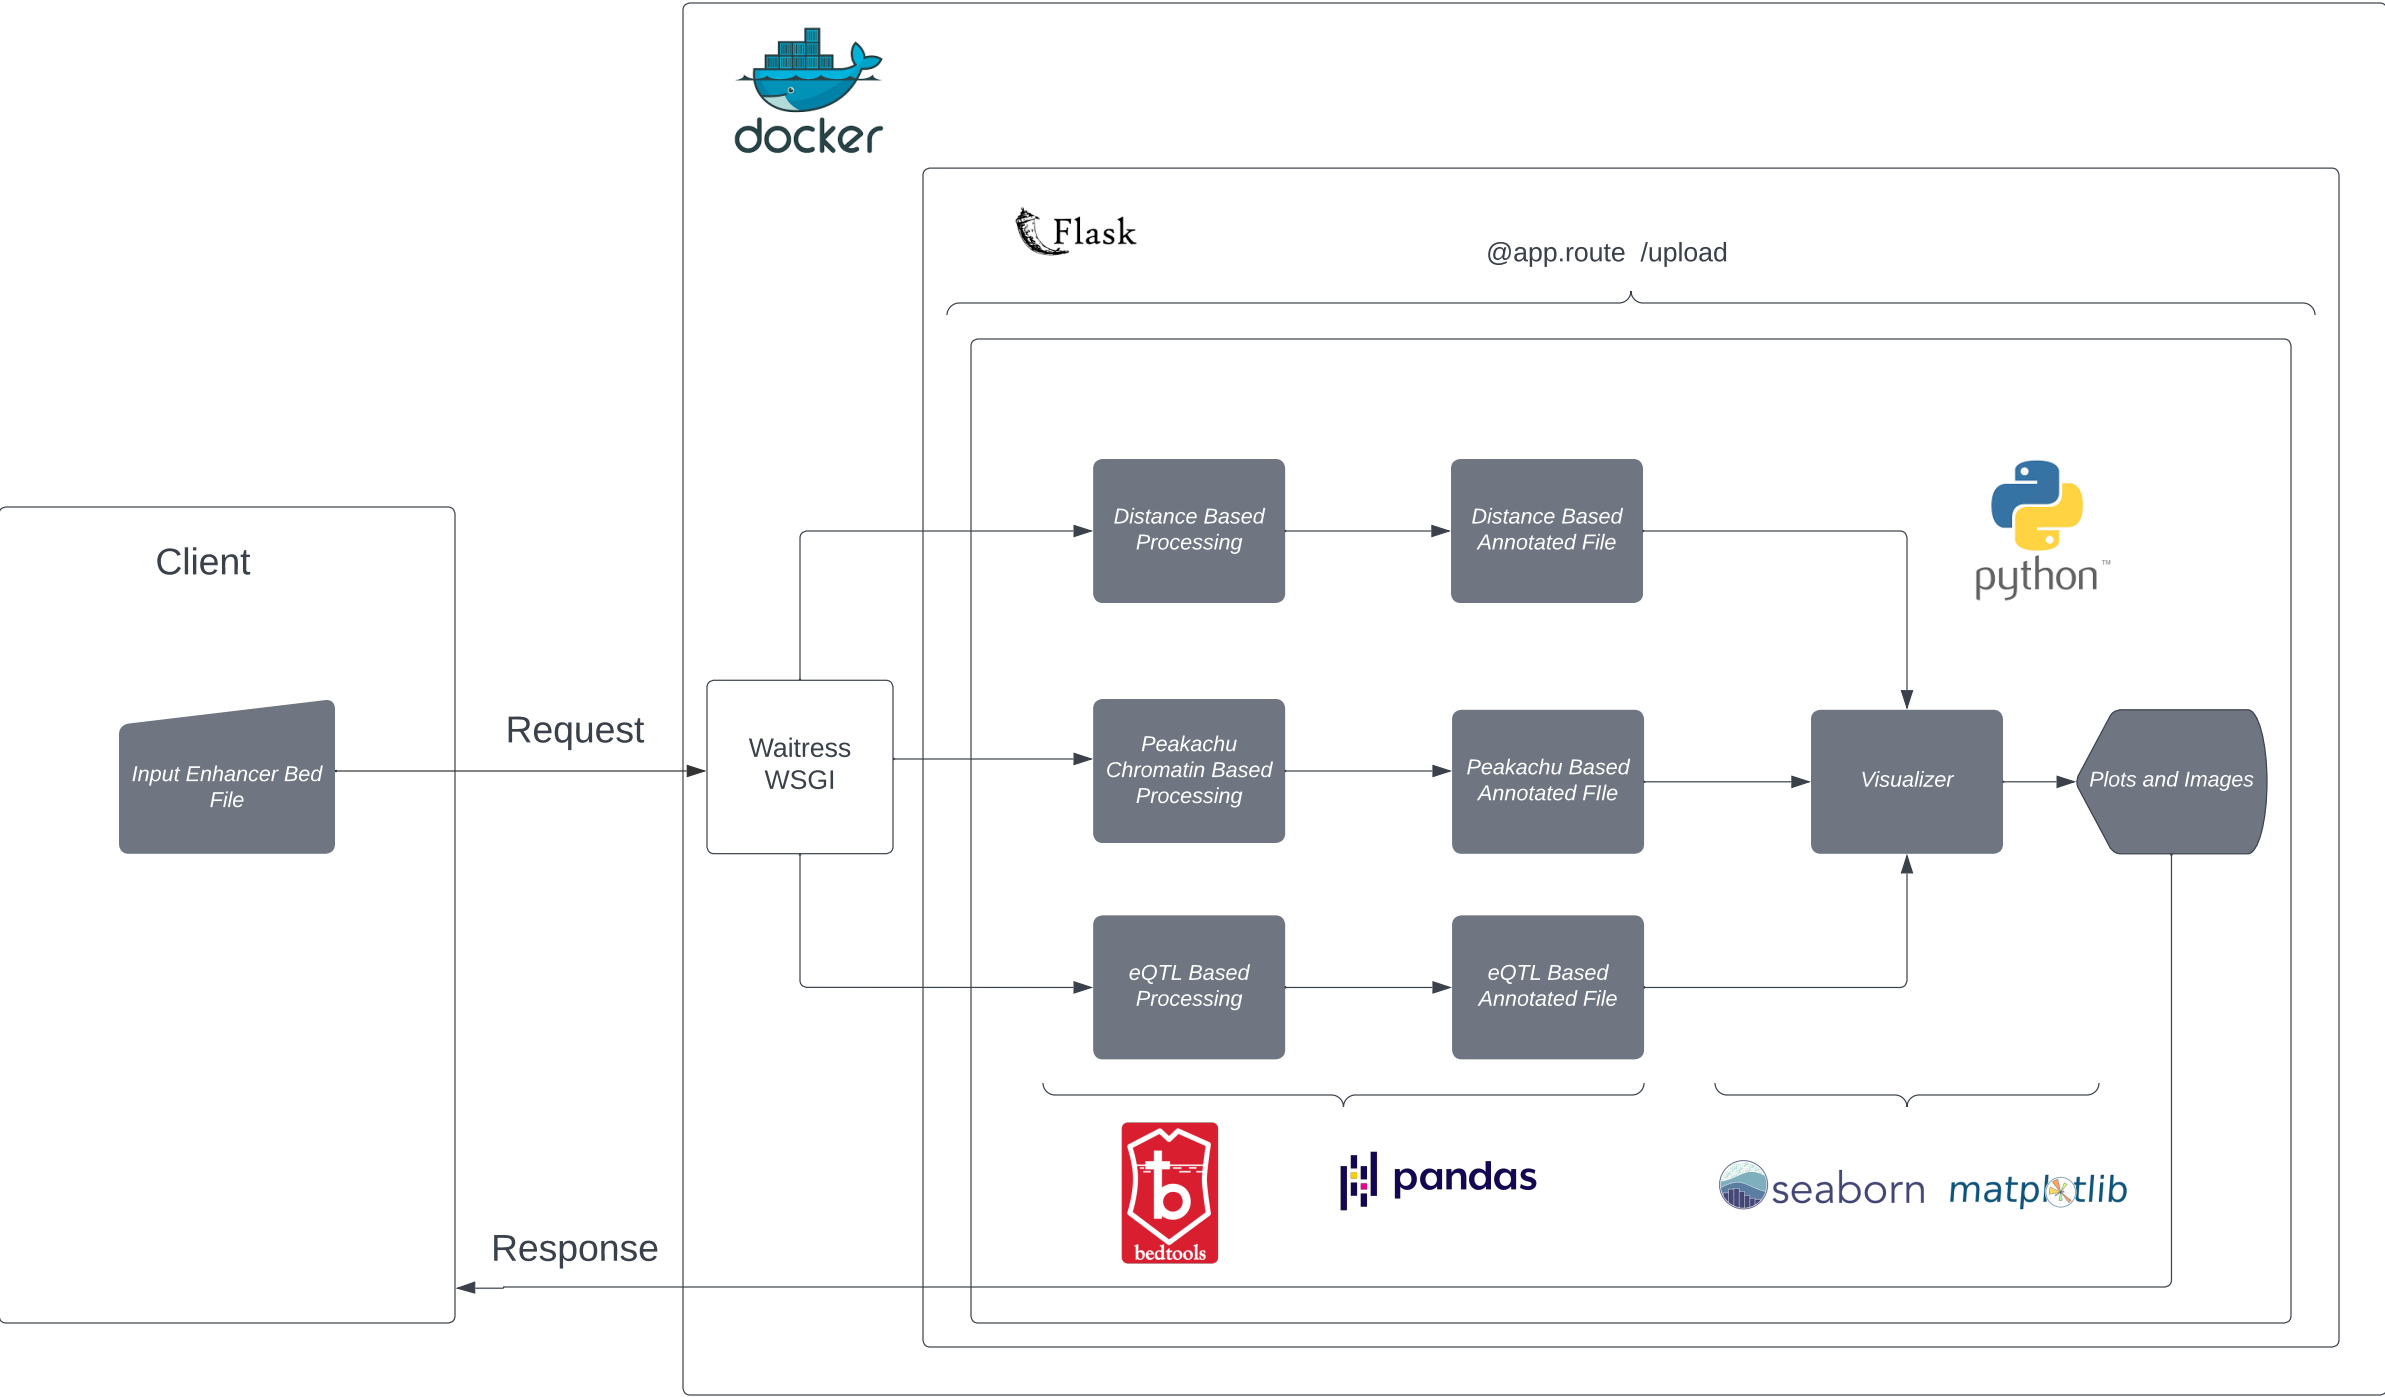 docker
Flask
@app.route /upload
Client
Input Enhancer Bed
File
Request
Waitress
WSGI
Distance Based
Processing
Distance Based
Annotated File
python™
Peakachu
Chromatin Based
Processing
Peakachu Based
Annotated FIle
Visualizer
Plots and Images
eQTL Based
Processing
eQTL Based
Annotated File
b
bedtools
pandas
seaborn
matplotlib
Response